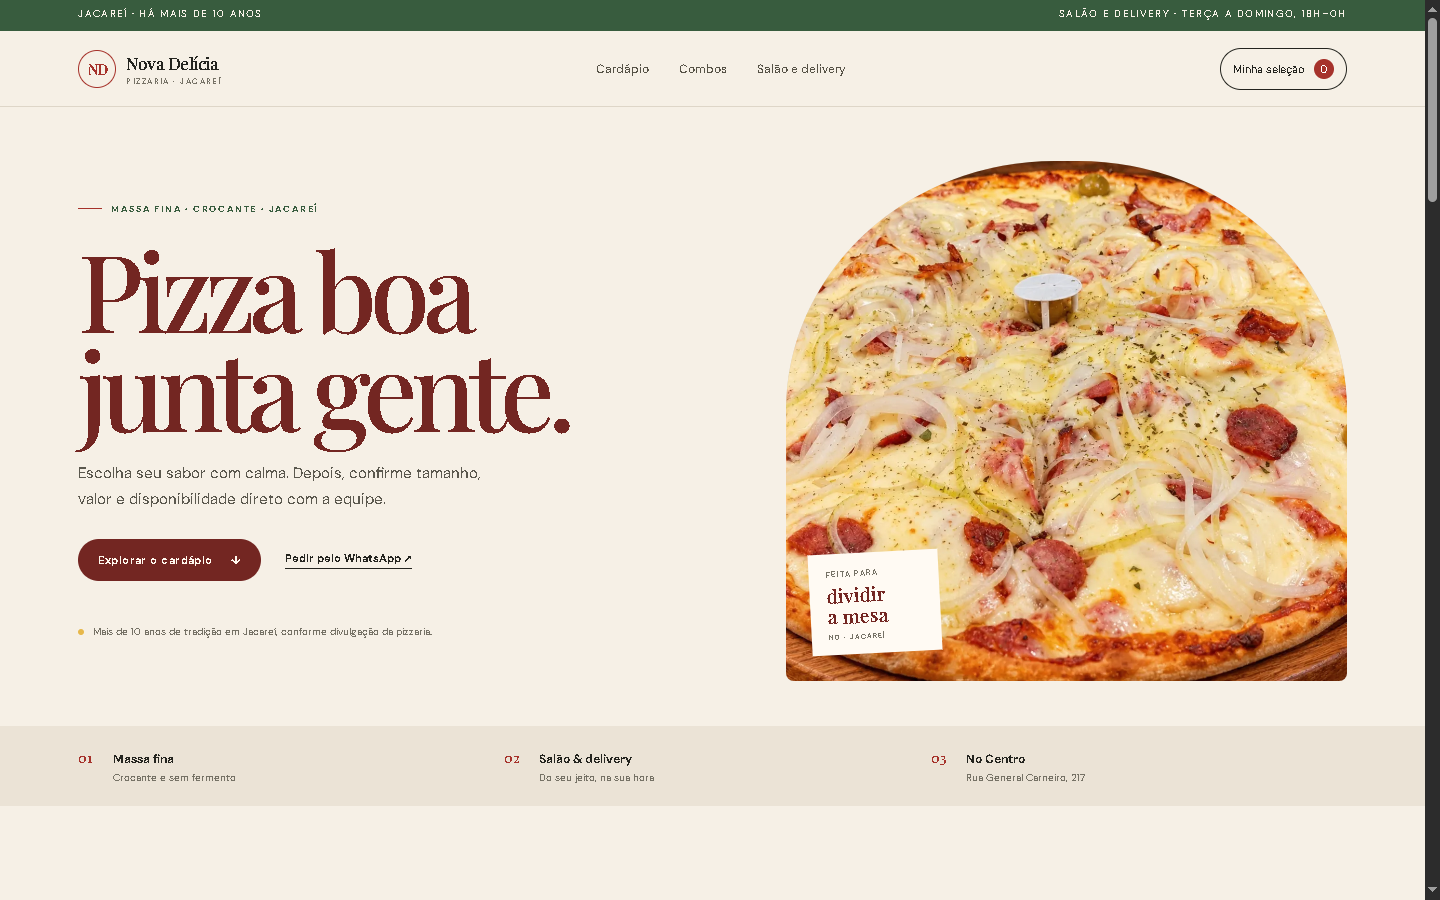 JACAREÍ · HÁ MAIS DE 10 ANOS
SALÃO E DELIVERY · TERÇA A DOMINGO, 18H–0H
ND
Nova Delícia
PIZZARIA · JACAREÍ
Cardápio
Combos
Salão e delivery
Minha seleção 0
MASSA FINA · CROCANTE · JACAREÍ
Pizza boa
junta gente.
Escolha seu sabor com calma. Depois, confirme tamanho,
valor e disponibilidade direto com a equipe.
Explorar o cardápio ↓
Pedir pelo WhatsApp ↗
Mais de 10 anos de tradição em Jacareí, conforme divulgação da pizzaria.
FEITA PARA
dividir
a mesa
ND · JACAREÍ
01 Massa fina
Crocante e sem fermento
02 Salão & delivery
Do seu jeito, na sua hora
03 No Centro
Rua General Carneiro, 217